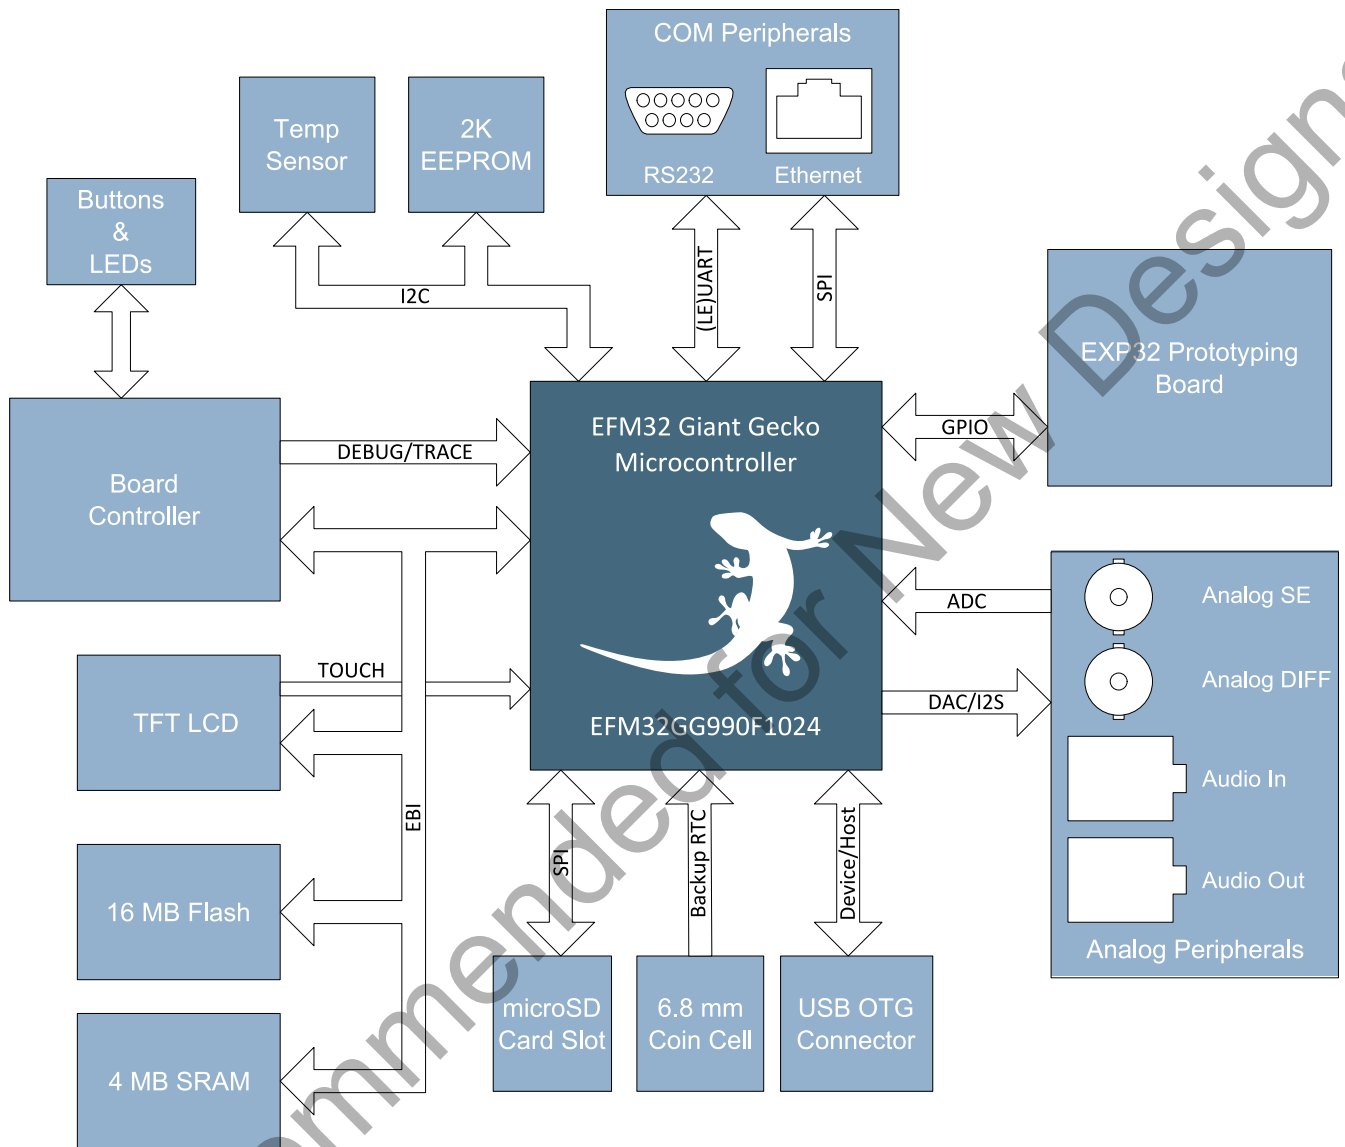 COM Peripherals
RS232
Ethernet
Temp
Sensor
2K
EEPROM
Buttons
&
LEDs
I2C
(LE)UART
SPI
EXP32 Prototyping
Board
GPIO
Board
Controller
DEBUG/TRACE
EFM32 Giant Gecko
Microcontroller
EFM32GG990F1024
ADC
DAC/I2S
Analog SE
Analog DIFF
Audio In
Audio Out
Analog Peripherals
TOUCH
TFT LCD
EBI
16 MB Flash
4 MB SRAM
SPI
Backup RTC
Device/Host
microSD
Card Slot
6.8 mm
Coin Cell
USB OTG
Connector
for New